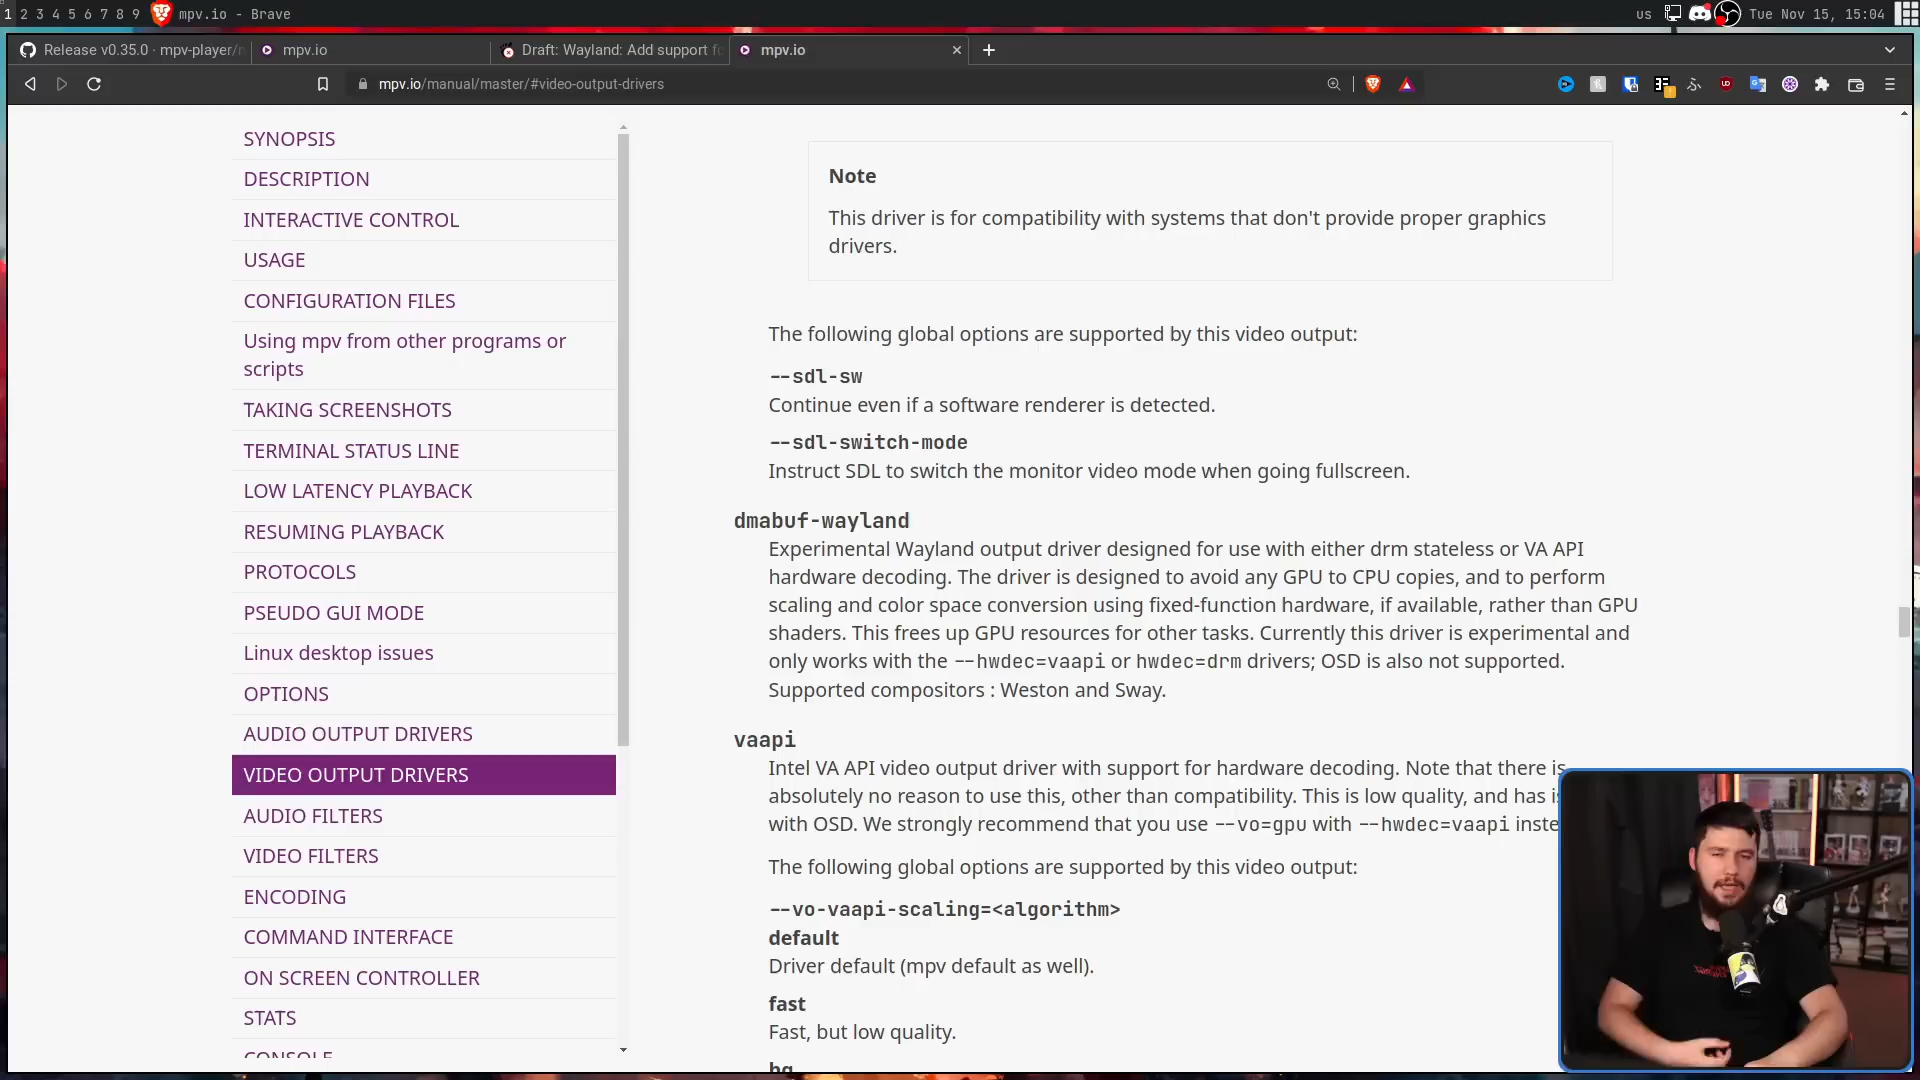 1 2 3 4 5 6 7 8 9 mpv.io - Brave us Tue Nov 15, 15:04
Release v0.35.0 · mpv-player/
mpv.io
Draft: Wayland: Add support
mpv.io
mpv.io/manual/master/#video-output-drivers
SYNOPSIS
DESCRIPTION
INTERACTIVE CONTROL
USAGE
CONFIGURATION FILES
Using mpv from other programs or
scripts
TAKING SCREENSHOTS
TERMINAL STATUS LINE
LOW LATENCY PLAYBACK
RESUMING PLAYBACK
PROTOCOLS
PSEUDO GUI MODE
Linux desktop issues
OPTIONS
AUDIO OUTPUT DRIVERS
VIDEO OUTPUT DRIVERS
AUDIO FILTERS
VIDEO FILTERS
ENCODING
COMMAND INTERFACE
ON SCREEN CONTROLLER
STATS
CONSOLE
Note
This driver is for compatibility with systems that don't provide proper graphics
drivers.
The following global options are supported by this video output:
--sdl-sw
Continue even if a software renderer is detected.
--sdl-switch-mode
Instruct SDL to switch the monitor video mode when going fullscreen.
dmabuf-wayland
Experimental Wayland output driver designed for use with either drm stateless or VA API
hardware decoding. The driver is designed to avoid any GPU to CPU copies, and to perform
scaling and color space conversion using fixed-function hardware, if available, rather than GPU
shaders. This frees up GPU resources for other tasks. Currently this driver is experimental and
only works with the --hwdec=vaapi or hwdec=drm drivers; OSD is also not supported.
Supported compositors : Weston and Sway.
vaapi
Intel VA API video output driver with support for hardware decoding. Note that there is
absolutely no reason to use this, other than compatibility. This is low quality, and has is
with OSD. We strongly recommend that you use --vo=gpu with --hwdec=vaapi inste
The following global options are supported by this video output:
--vo-vaapi-scaling=<algorithm>
default
Driver default (mpv default as well).
fast
Fast, but low quality.
hq